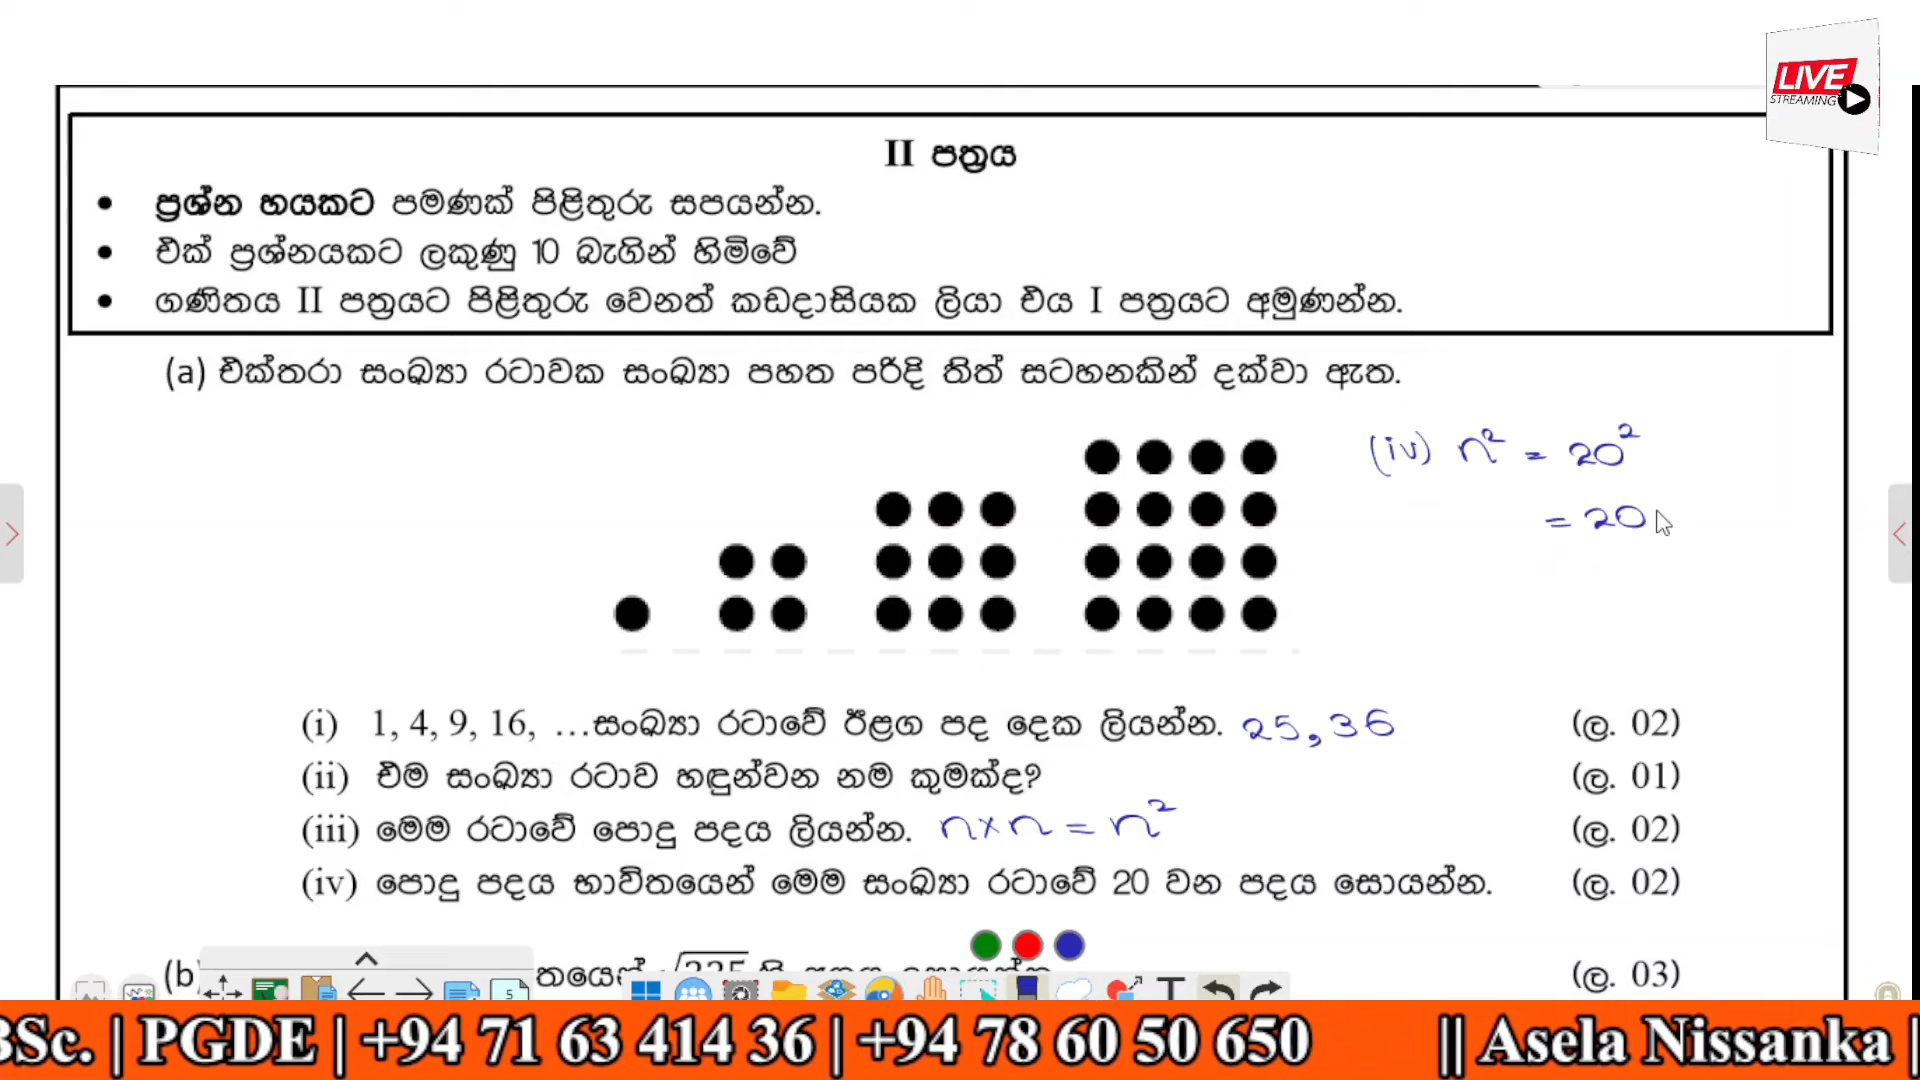 LIVE
STREAMING
II පත්‍රය
• ප්‍රශ්න හයකට පමණක් පිළිතුරු සපයන්න.
• එක් ප්‍රශ්නයකට ලකුණු 10 බැගින් හිමිවේ
• ගණිතය II පත්‍රයට පිළිතුරු වෙනත් කඩදාසියක ලියා එය I පත්‍රයට අමුණන්න.
(a) එක්තරා සංඛ්‍යා රටාවක සංඛ්‍යා පහත පරිදි තිත් සටහනකින් දක්වා ඇත.
(iv) n² = 20²
= 20
(i) 1, 4, 9, 16, …සංඛ්‍යා රටාවේ ඊළග පද දෙක ලියන්න. 25, 36 (ල. 02)
(ii) එම සංඛ්‍යා රටාව හඳුන්වන නම කුමක්ද? (ල. 01)
(iii) මෙම රටාවේ පොදු පදය ලියන්න. n×n = n² (ල. 02)
(iv) පොදු පදය භාවිතයෙන් මෙම සංඛ්‍යා රටාවේ 20 වන පදය සොයන්න. (ල. 02)
(b) (ල. 03)
BSc. | PGDE | +94 71 63 414 36 | +94 78 60 50 650 || Asela Nissanka |